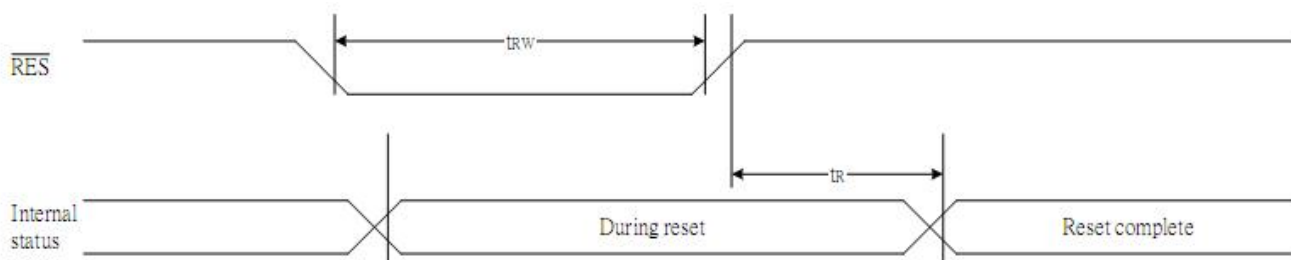 RES
tRW
tR
Internal
status
During reset
Reset complete